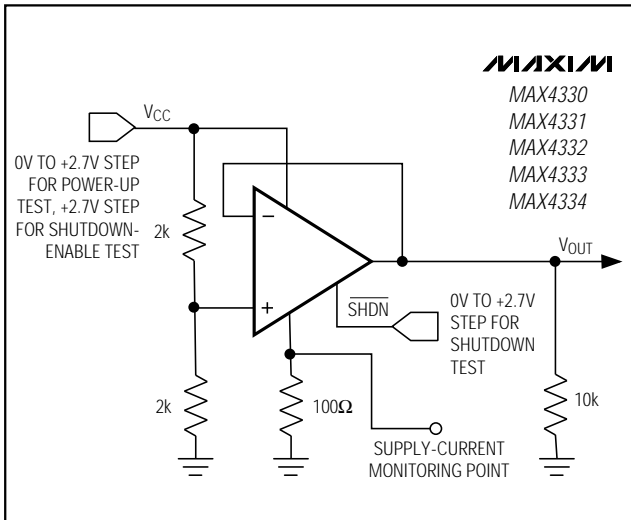 MAXIM
MAX4330
MAX4331
MAX4332
MAX4333
MAX4334
VCC
0V TO +2.7V STEP
FOR POWER-UP
TEST, +2.7V STEP
FOR SHUTDOWN-
ENABLE TEST
2k
−
+
VOUT
SHDN
0V TO +2.7V
STEP FOR
SHUTDOWN
TEST
2k
100Ω
10k
SUPPLY-CURRENT
MONITORING POINT